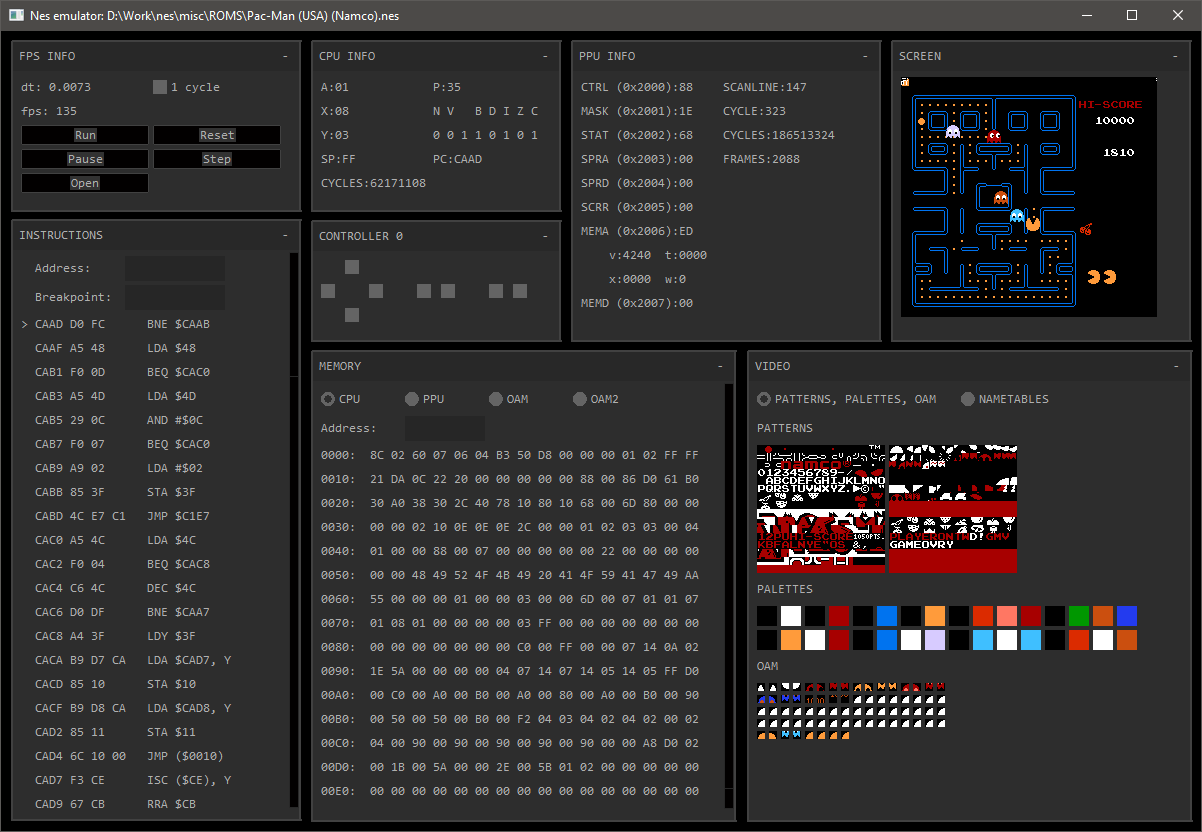 Nes emulator: D:\Work\nes\misc\ROMS\Pac-Man (USA) (Namco).nes
FPS INFO -
dt: 0.0073 1 cycle
fps: 135
Run Reset
Pause Step
Open
CPU INFO -
A:01 P:35
X:08 N V B D I Z C
Y:03 0 0 1 1 0 1 0 1
SP:FF PC:CAAD
CYCLES:62171108
PPU INFO -
CTRL (0x2000):88 SCANLINE:147
MASK (0x2001):1E CYCLE:323
STAT (0x2002):68 CYCLES:186513324
SPRA (0x2003):00 FRAMES:2088
SPRD (0x2004):00
SCRR (0x2005):00
MEMA (0x2006):ED
v:4240 t:0000
x:0000 w:0
MEMD (0x2007):00
SCREEN -
HI-SCORE
10000
1810
INSTRUCTIONS -
Address:
Breakpoint:
> CAAD D0 FC BNE $CAAB
CAAF A5 48 LDA $48
CAB1 F0 0D BEQ $CAC0
CAB3 A5 4D LDA $4D
CAB5 29 0C AND #$0C
CAB7 F0 07 BEQ $CAC0
CAB9 A9 02 LDA #$02
CABB 85 3F STA $3F
CABD 4C E7 C1 JMP $C1E7
CAC0 A5 4C LDA $4C
CAC2 F0 04 BEQ $CAC8
CAC4 C6 4C DEC $4C
CAC6 D0 DF BNE $CAA7
CAC8 A4 3F LDY $3F
CACA B9 D7 CA LDA $CAD7, Y
CACD 85 10 STA $10
CACF B9 D8 CA LDA $CAD8, Y
CAD2 85 11 STA $11
CAD4 6C 10 00 JMP ($0010)
CAD7 F3 CE ISC ($CE), Y
CAD9 67 CB RRA $CB
CONTROLLER 0 -
MEMORY -
CPU PPU OAM OAM2
Address:
0000: 8C 02 60 07 06 04 B3 50 D8 00 00 00 01 02 FF FF
0010: 21 DA 0C 22 20 00 00 00 00 00 88 00 86 D0 61 B0
0020: 30 A0 38 30 2C 40 78 10 80 10 68 00 6D 80 00 00
0030: 00 00 02 10 0E 0E 0E 2C 00 00 01 02 03 03 00 04
0040: 01 00 00 88 00 07 00 00 00 00 00 22 00 00 00 00
0050: 00 00 48 49 52 4F 4B 49 20 41 4F 59 41 47 49 AA
0060: 55 00 00 00 01 00 00 03 00 00 6D 00 07 01 01 07
0070: 01 08 01 00 00 00 00 03 FF 00 00 00 00 00 00 00
0080: 00 00 00 00 00 00 C0 00 FF 00 00 07 14 0A 02
0090: 1E 5A 00 00 00 00 04 07 14 07 14 05 14 05 FF D0
00A0: 00 C0 00 A0 00 B0 00 A0 00 80 00 A0 00 B0 00 90
00B0: 00 50 00 50 00 B0 00 F2 04 03 04 02 04 02 00 02
00C0: 04 00 90 00 90 00 90 00 90 00 90 00 00 A8 D0 02
00D0: 00 1B 00 5A 00 00 2E 00 5B 01 02 00 00 00 00 00
00E0: 00 00 00 00 00 00 00 00 00 00 00 00 00 00 00 00
VIDEO -
PATTERNS, PALETTES, OAM NAMETABLES
PATTERNS
namco
0123456789
ABCDEFGHIJKLMNO
PQRSTUVWXYZ
HI-SCORE
GAMEOVRY
PALETTES
OAM